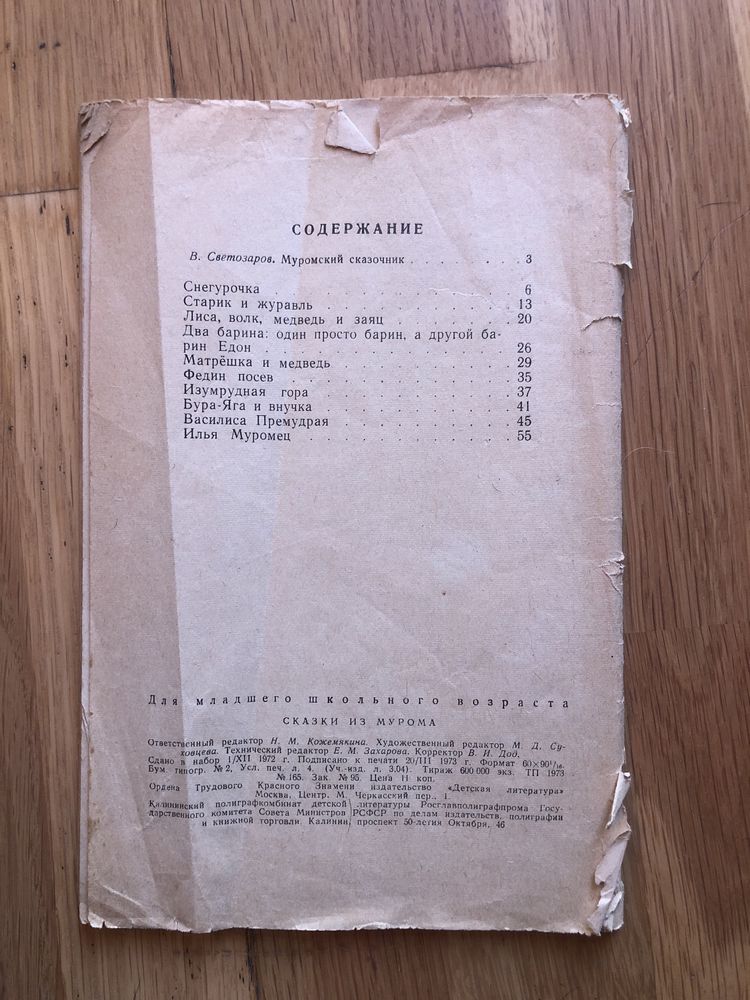 СОДЕРЖАНИЕ
В. Светозаров. Муромский сказочник . . . . . . . . 3
Снегурочка . . . . . . . . . . . . . 6
Старик и журавль . . . . . . . . . . 13
Лиса, волк, медведь и заяц . . . . . . 20
Два барина: один просто барин, а другой ба-
рин Едон . . . . . . . . . . . . 26
Матрёшка и медведь . . . . . . . . . 29
Федин посев . . . . . . . . . . . 35
Изумрудная гора . . . . . . . . . . 37
Бура-Яга и внучка . . . . . . . . . . 41
Василиса Премудрая . . . . . . . . . 45
Илья Муромец . . . . . . . . . . 55
Для младшего школьного возраста
СКАЗКИ ИЗ МУРОМА
Ответственный редактор Н. М. Кожемякина. Художественный редактор М. Д. Су-
ховцева. Технический редактор Е. М. Захарова. Корректор В. И. Дод.
Сдано в набор 1/XII 1972 г. Подписано к печати 20/III 1973 г. Формат 60×90¹/₁₆.
Бум. типогр. № 2, Усл. печ. л. 4. (Уч.-изд. л. 3,04). Тираж 600 000 экз. ТП 1973
№ 165. Зак. № 95. Цена 11 коп.
Ордена Трудового Красного Знамени издательство «Детская литература»
Москва, Центр. М. Черкасский пер., 1
Калининский полиграфкомбинат детской литературы Росглавполиграфпрома Госу-
дарственного комитета Совета Министров РСФСР по делам издательств, полиграфии
и книжной торговли. Калинин, проспект 50-летия Октября, 46